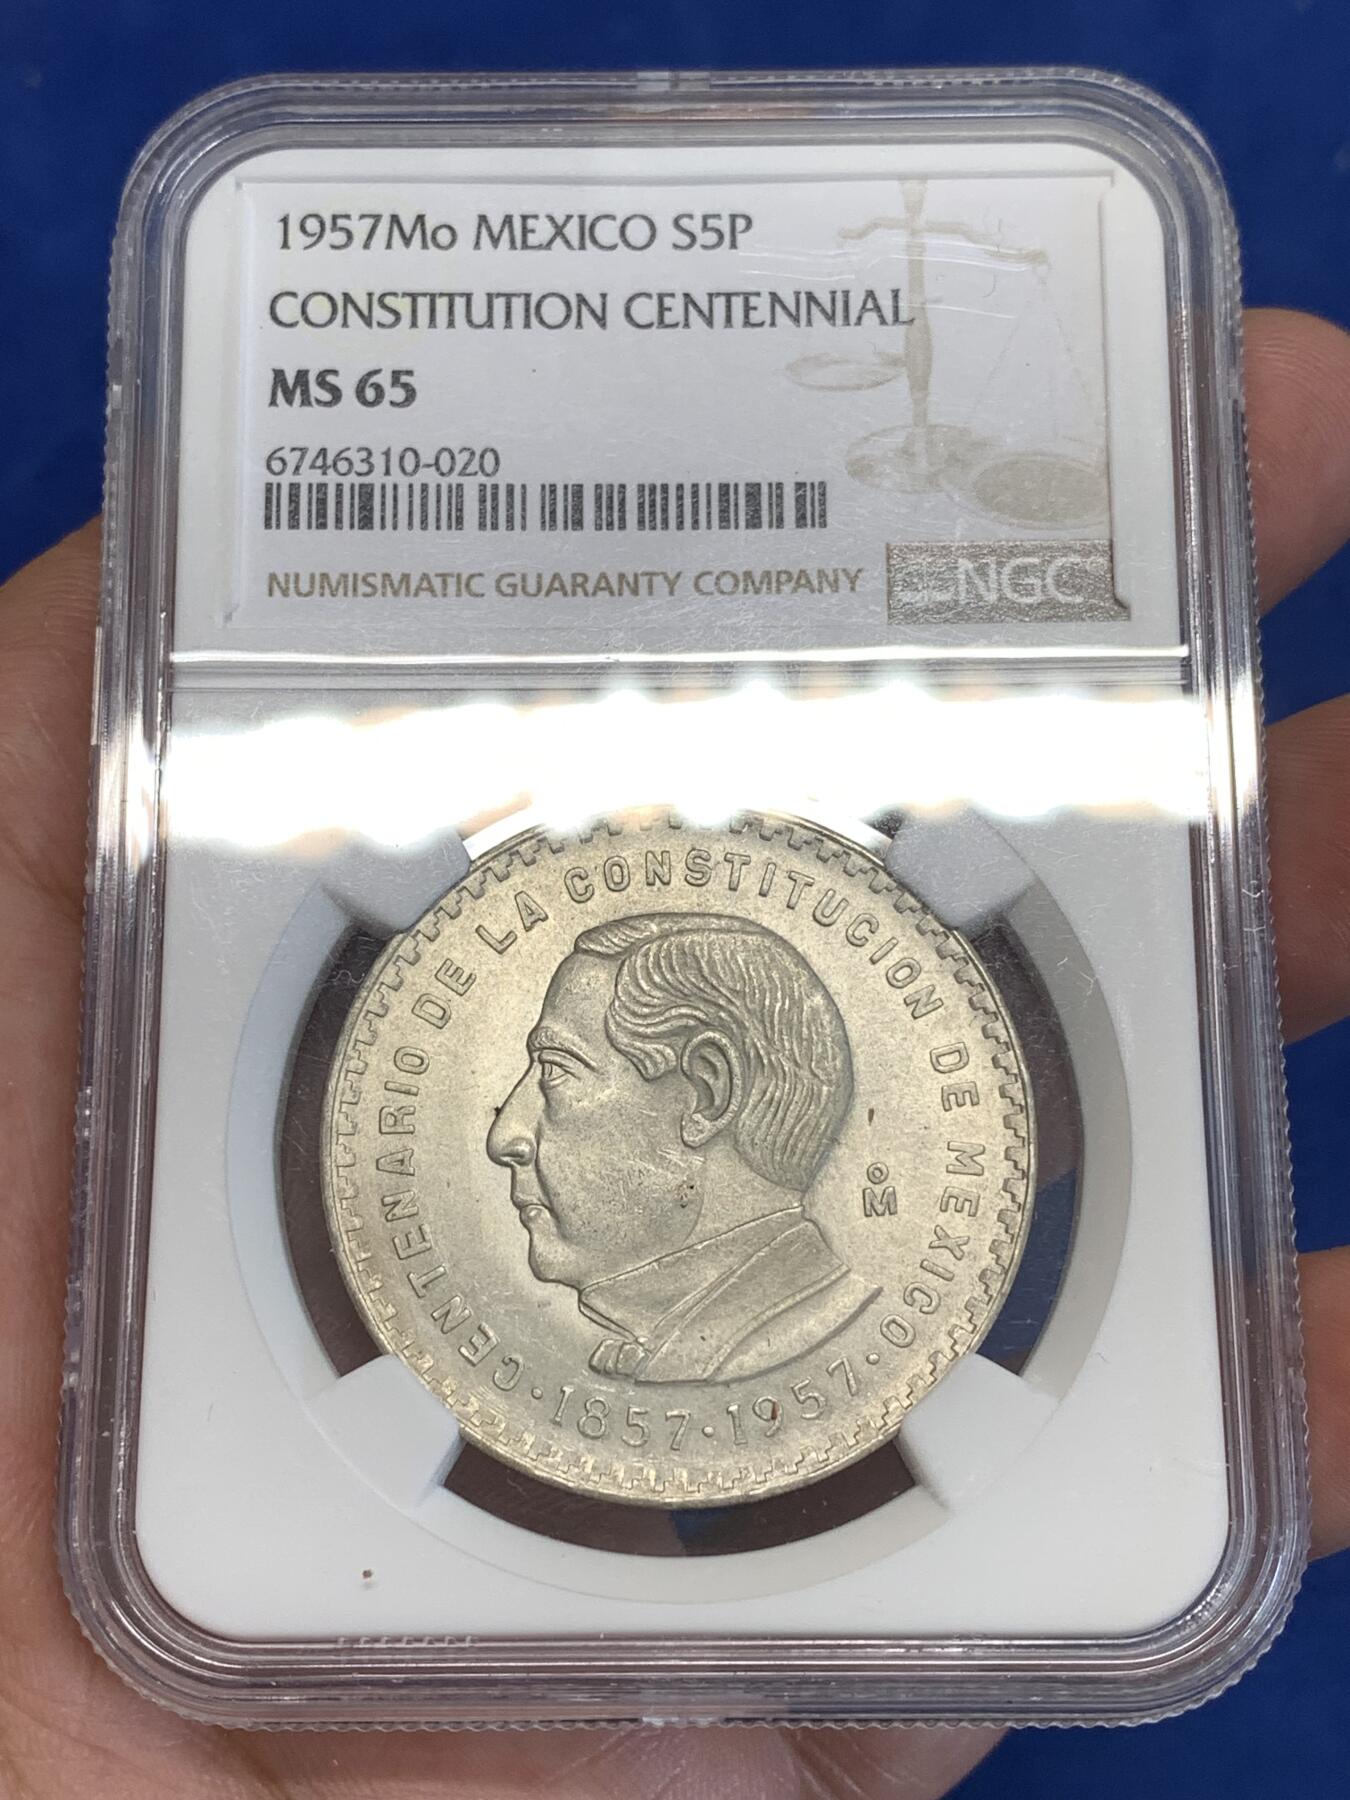 1957Mo MEXICO S5P
CONSTITUTION CENTENNIAL
MS 65
6746310-020
NUMISMATIC GUARANTY COMPANY
NGC
CENTENARIO DE LA CONSTITUCION DE MEXICO
oM
·1857·1957·